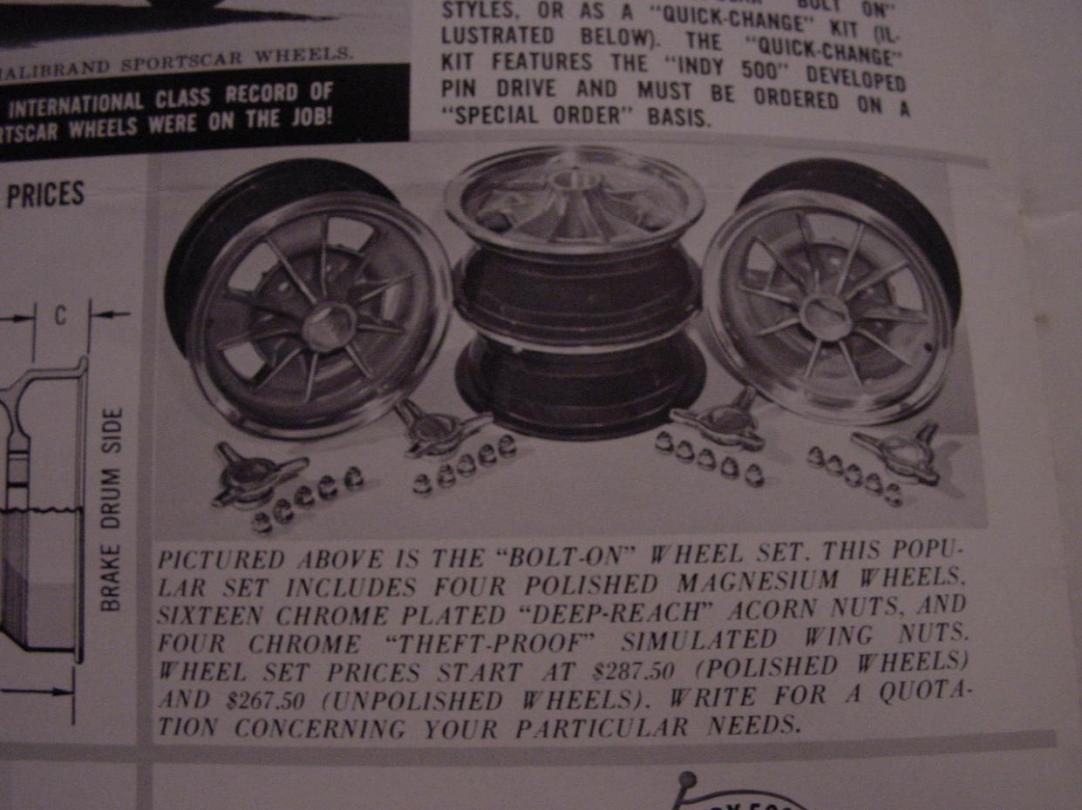 "BOLT ON"
STYLES, OR AS A "QUICK-CHANGE" KIT (IL-
LUSTRATED BELOW). THE "QUICK-CHANGE"
KIT FEATURES THE "INDY 500" DEVELOPED
PIN DRIVE AND MUST BE ORDERED ON A
"SPECIAL ORDER" BASIS.
HALIBRAND SPORTSCAR WHEELS.
INTERNATIONAL CLASS RECORD OF
RTSCAR WHEELS WERE ON THE JOB!
PRICES
C
BRAKE DRUM SIDE
PICTURED ABOVE IS THE "BOLT-ON" WHEEL SET. THIS POPU-
LAR SET INCLUDES FOUR POLISHED MAGNESIUM WHEELS,
SIXTEEN CHROME PLATED "DEEP-REACH" ACORN NUTS, AND
FOUR CHROME "THEFT-PROOF" SIMULATED WING NUTS.
WHEEL SET PRICES START AT $287.50 (POLISHED WHEELS)
AND $267.50 (UNPOLISHED WHEELS). WRITE FOR A QUOTA-
TION CONCERNING YOUR PARTICULAR NEEDS.